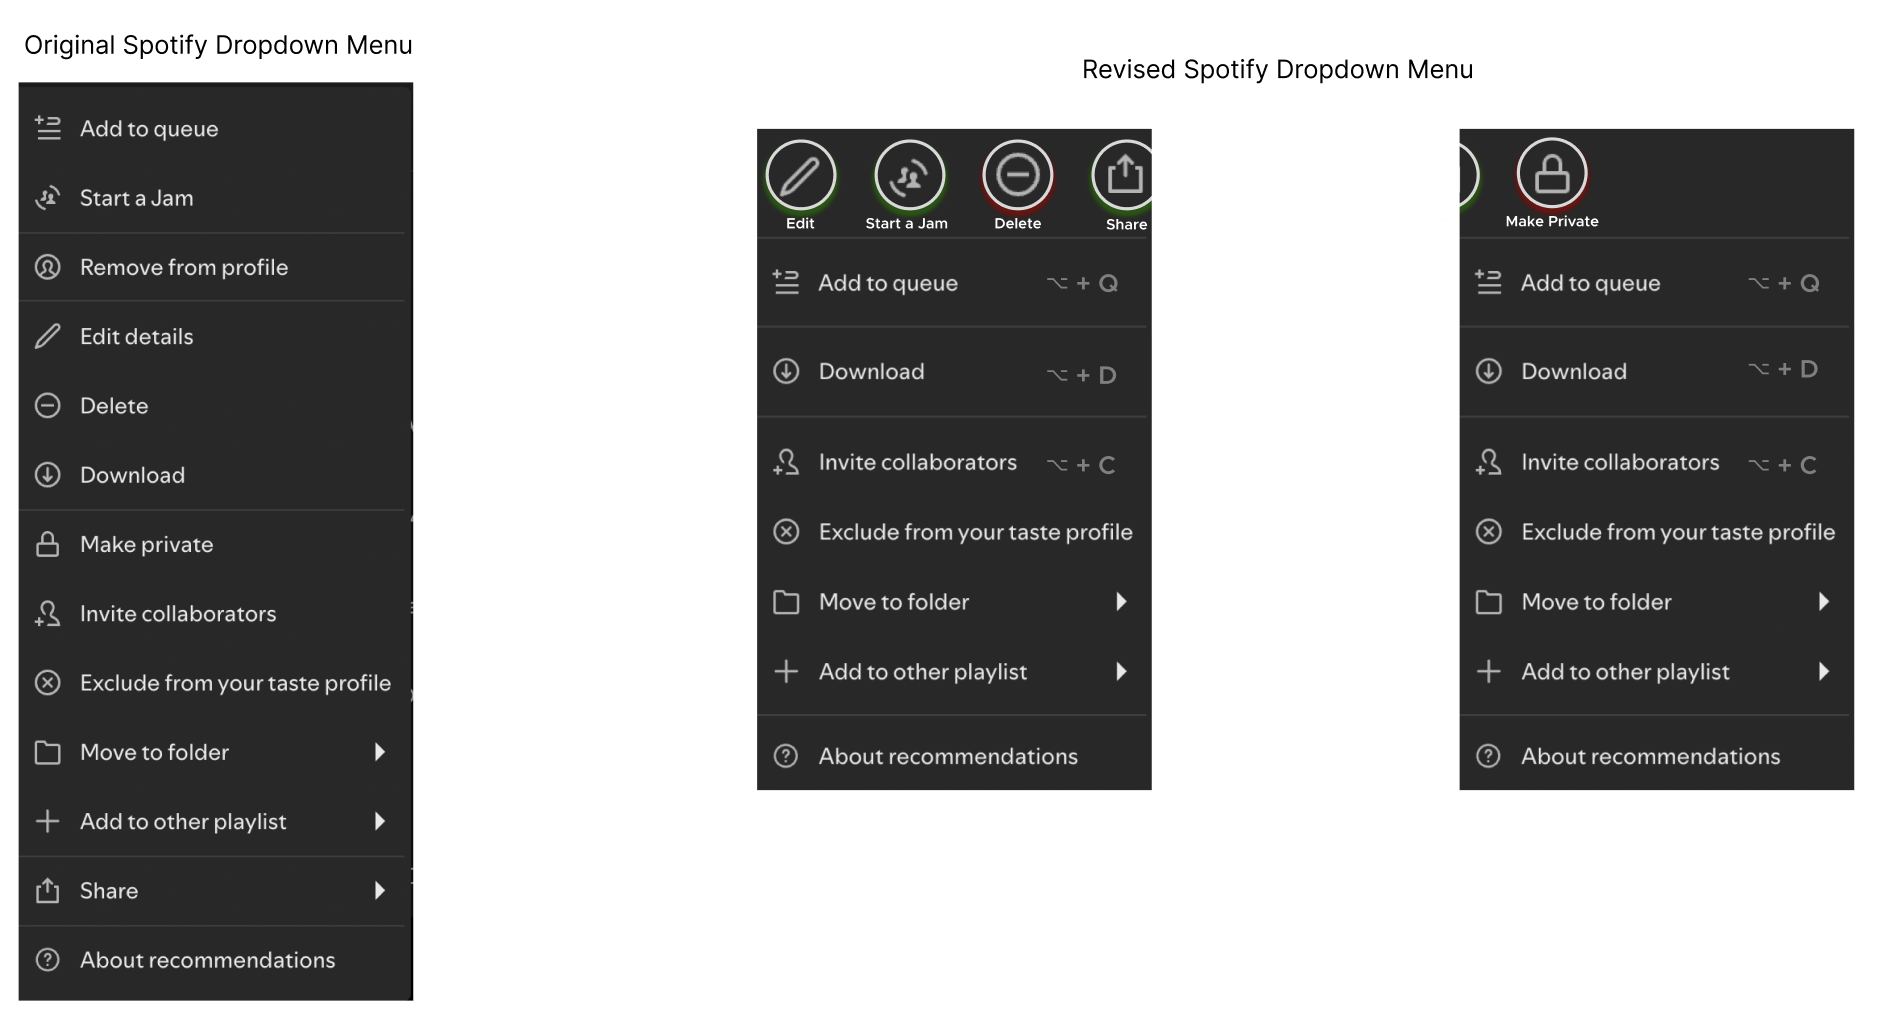 Original Spotify Dropdown Menu
Add to queue
Start a Jam
Remove from profile
Edit details
Delete
Download
Make private
Invite collaborators
Exclude from your taste profile
Move to folder
Add to other playlist
Share
About recommendations
Revised Spotify Dropdown Menu
Edit
Start a Jam
Delete
Share
Add to queue ⌥ + Q
Download ⌥ + D
Invite collaborators ⌥ + C
Exclude from your taste profile
Move to folder
Add to other playlist
About recommendations
Make Private
Add to queue ⌥ + Q
Download ⌥ + D
Invite collaborators ⌥ + C
Exclude from your taste profile
Move to folder
Add to other playlist
About recommendations